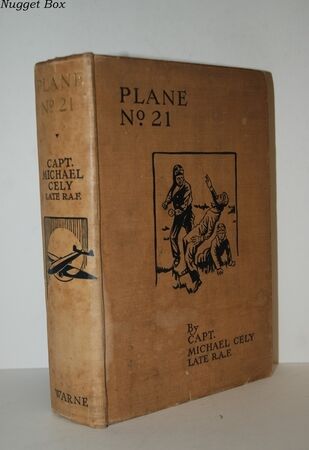 Nugget Box
PLANE
Nº 21
CAPT.
MICHAEL
CELY
LATE R.A.F.
WARNE
PLANE
Nº 21
By
CAPT.
MICHAEL CELY
LATE R.A.F.